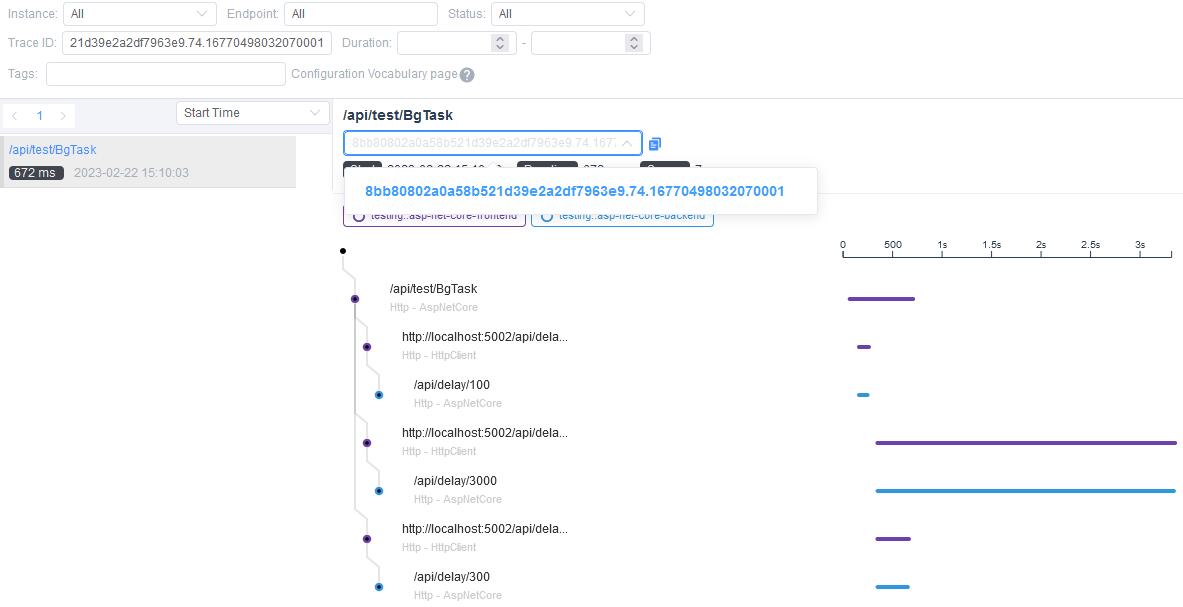 Instance: All Endpoint: All Status: All
Trace ID: 21d39e2a2df7963e9.74.16770498032070001 Duration: -
Tags: Configuration Vocabulary page ?
1 Start Time
/api/test/BgTask
672 ms 2023-02-22 15:10:03
/api/test/BgTask
8bb80802a0a58b521d39e2a2df7963e9.74.1677
8bb80802a0a58b521d39e2a2df7963e9.74.16770498032070001
testing::asp-net-core-frontend testing::asp-net-core-backend
0 500 1s 1.5s 2s 2.5s 3s
/api/test/BgTask
Http - AspNetCore
http://localhost:5002/api/dela...
Http - HttpClient
/api/delay/100
Http - AspNetCore
http://localhost:5002/api/dela...
Http - HttpClient
/api/delay/3000
Http - AspNetCore
http://localhost:5002/api/dela...
Http - HttpClient
/api/delay/300
Http - AspNetCore